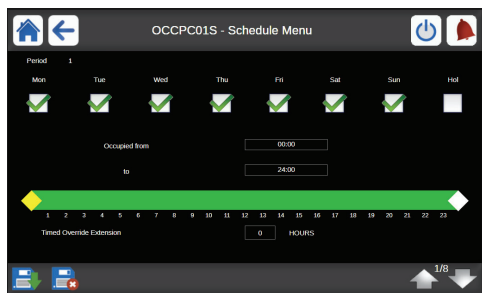 OCCPC01S - Schedule Menu
Period 1
Mon Tue Wed Thu Fri Sat Sun Hol
Occupied from 00:00
to 24:00
1 2 3 4 5 6 7 8 9 10 11 12 13 14 15 16 17 18 19 20 21 22 23
Timed Override Extension 0 HOURS
1/8